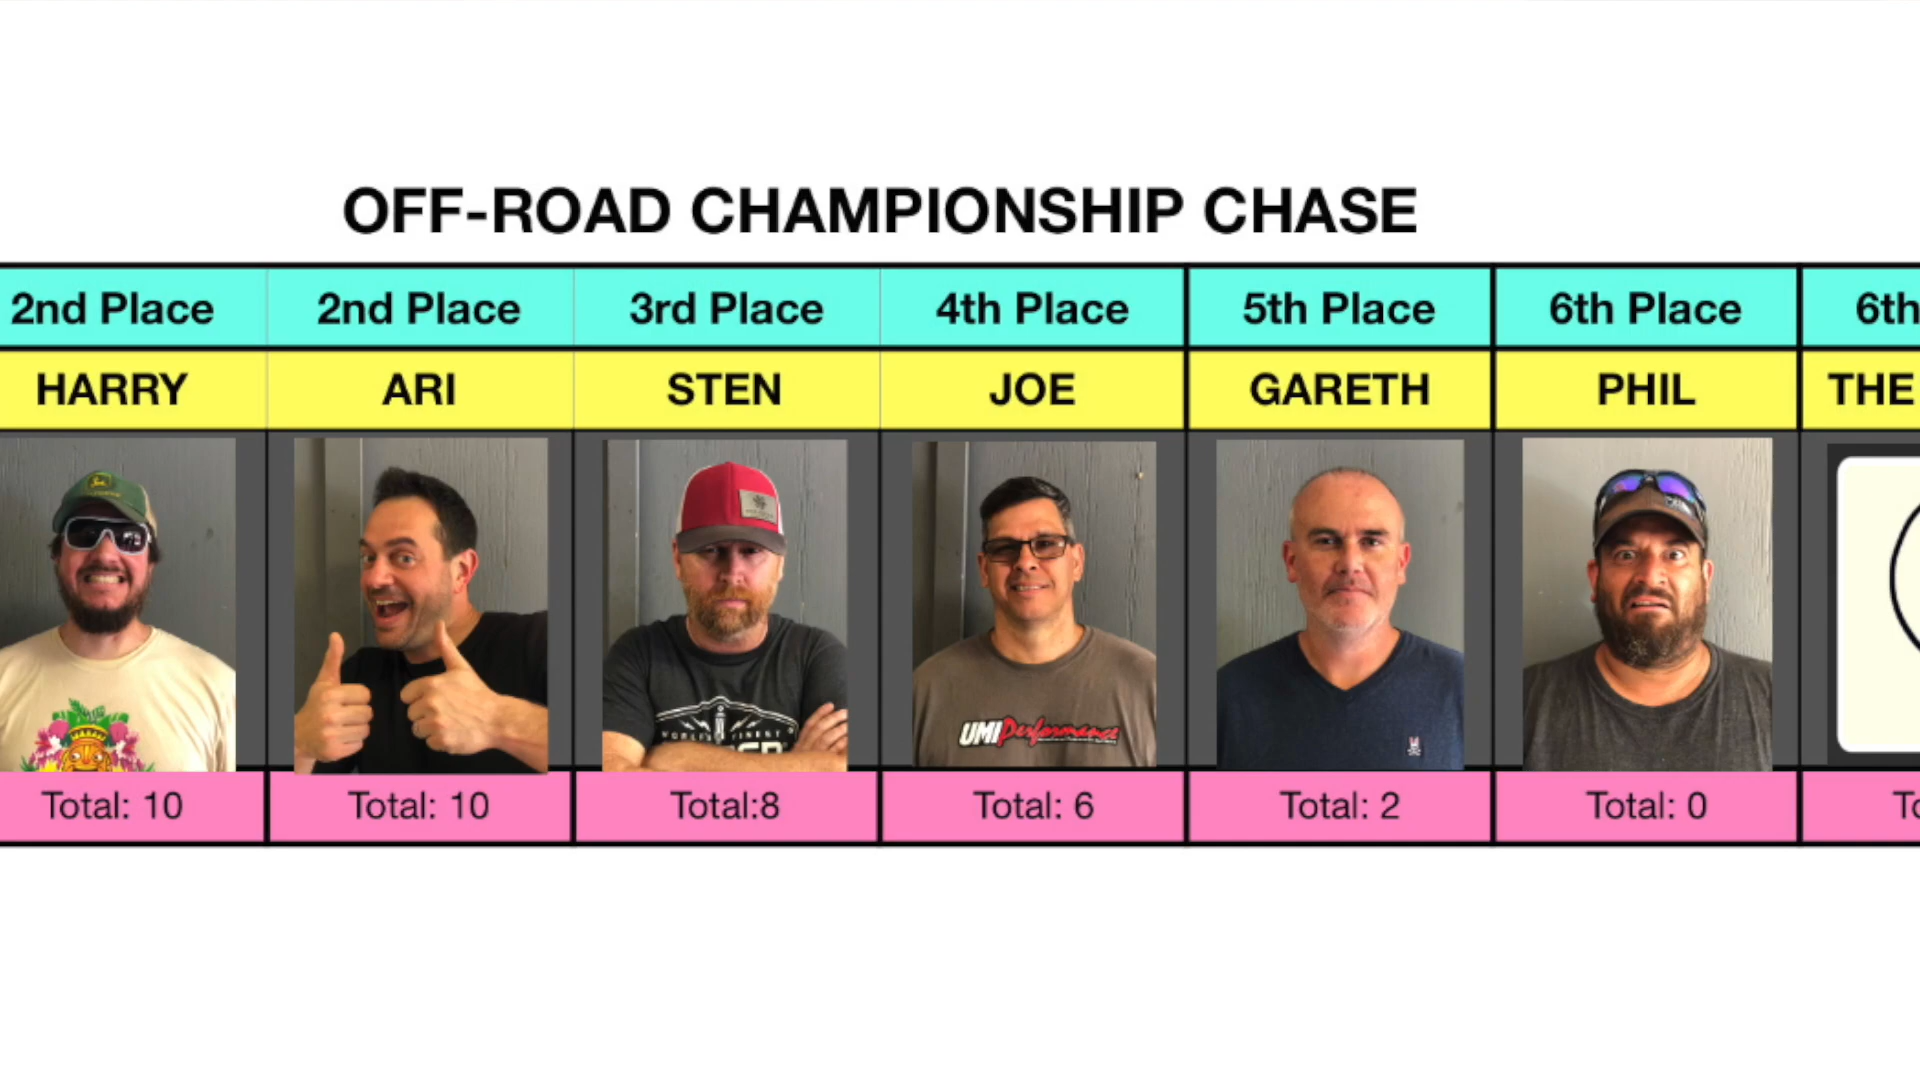 OFF-ROAD CHAMPIONSHIP CHASE
2nd Place 2nd Place 3rd Place 4th Place 5th Place 6th Place 6th
HARRY ARI STEN JOE GARETH PHIL THE
UMI Performance
Total: 10 Total: 10 Total:8 Total: 6 Total: 2 Total: 0